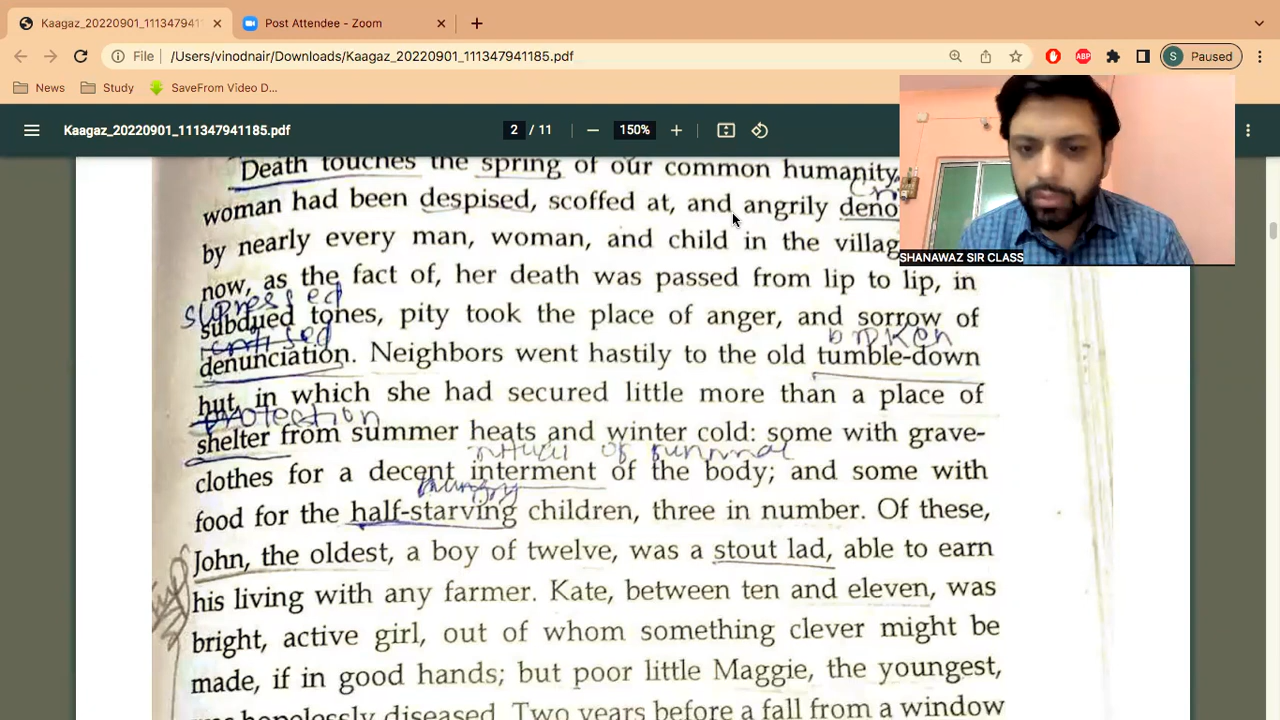 Kaagaz_20220901_1113479411
Post Attendee - Zoom
File
/Users/vinodnair/Downloads/Kaagaz_20220901_111347941185.pdf
S
Paused
ABP
News
Study
SaveFrom Video D...
Kaagaz_20220901_111347941185.pdf
2 / 11
150%
SHANAWAZ SIR CLASS
Death touches the spring of our common humanity
woman had been despised, scoffed at, and angrily deno
by nearly every man, woman, and child in the villag
now, as the fact of, her death was passed from lip to lip, in
supressed
subdued tones, pity took the place of anger, and sorrow of
broken
denunciation. Neighbors went hastily to the old tumble-down
hut, in which she had secured little more than a place of
protection
shelter from summer heats and winter cold: some with grave-
clothes for a decent interment of the body; and some with
hungry
food for the half-starving children, three in number. Of these,
John, the oldest, a boy of twelve, was a stout lad, able to earn
his living with any farmer. Kate, between ten and eleven, was
bright, active girl, out of whom something clever might be
made, if in good hands; but poor little Maggie, the youngest,
was hopelessly diseased. Two years before a fall from a window